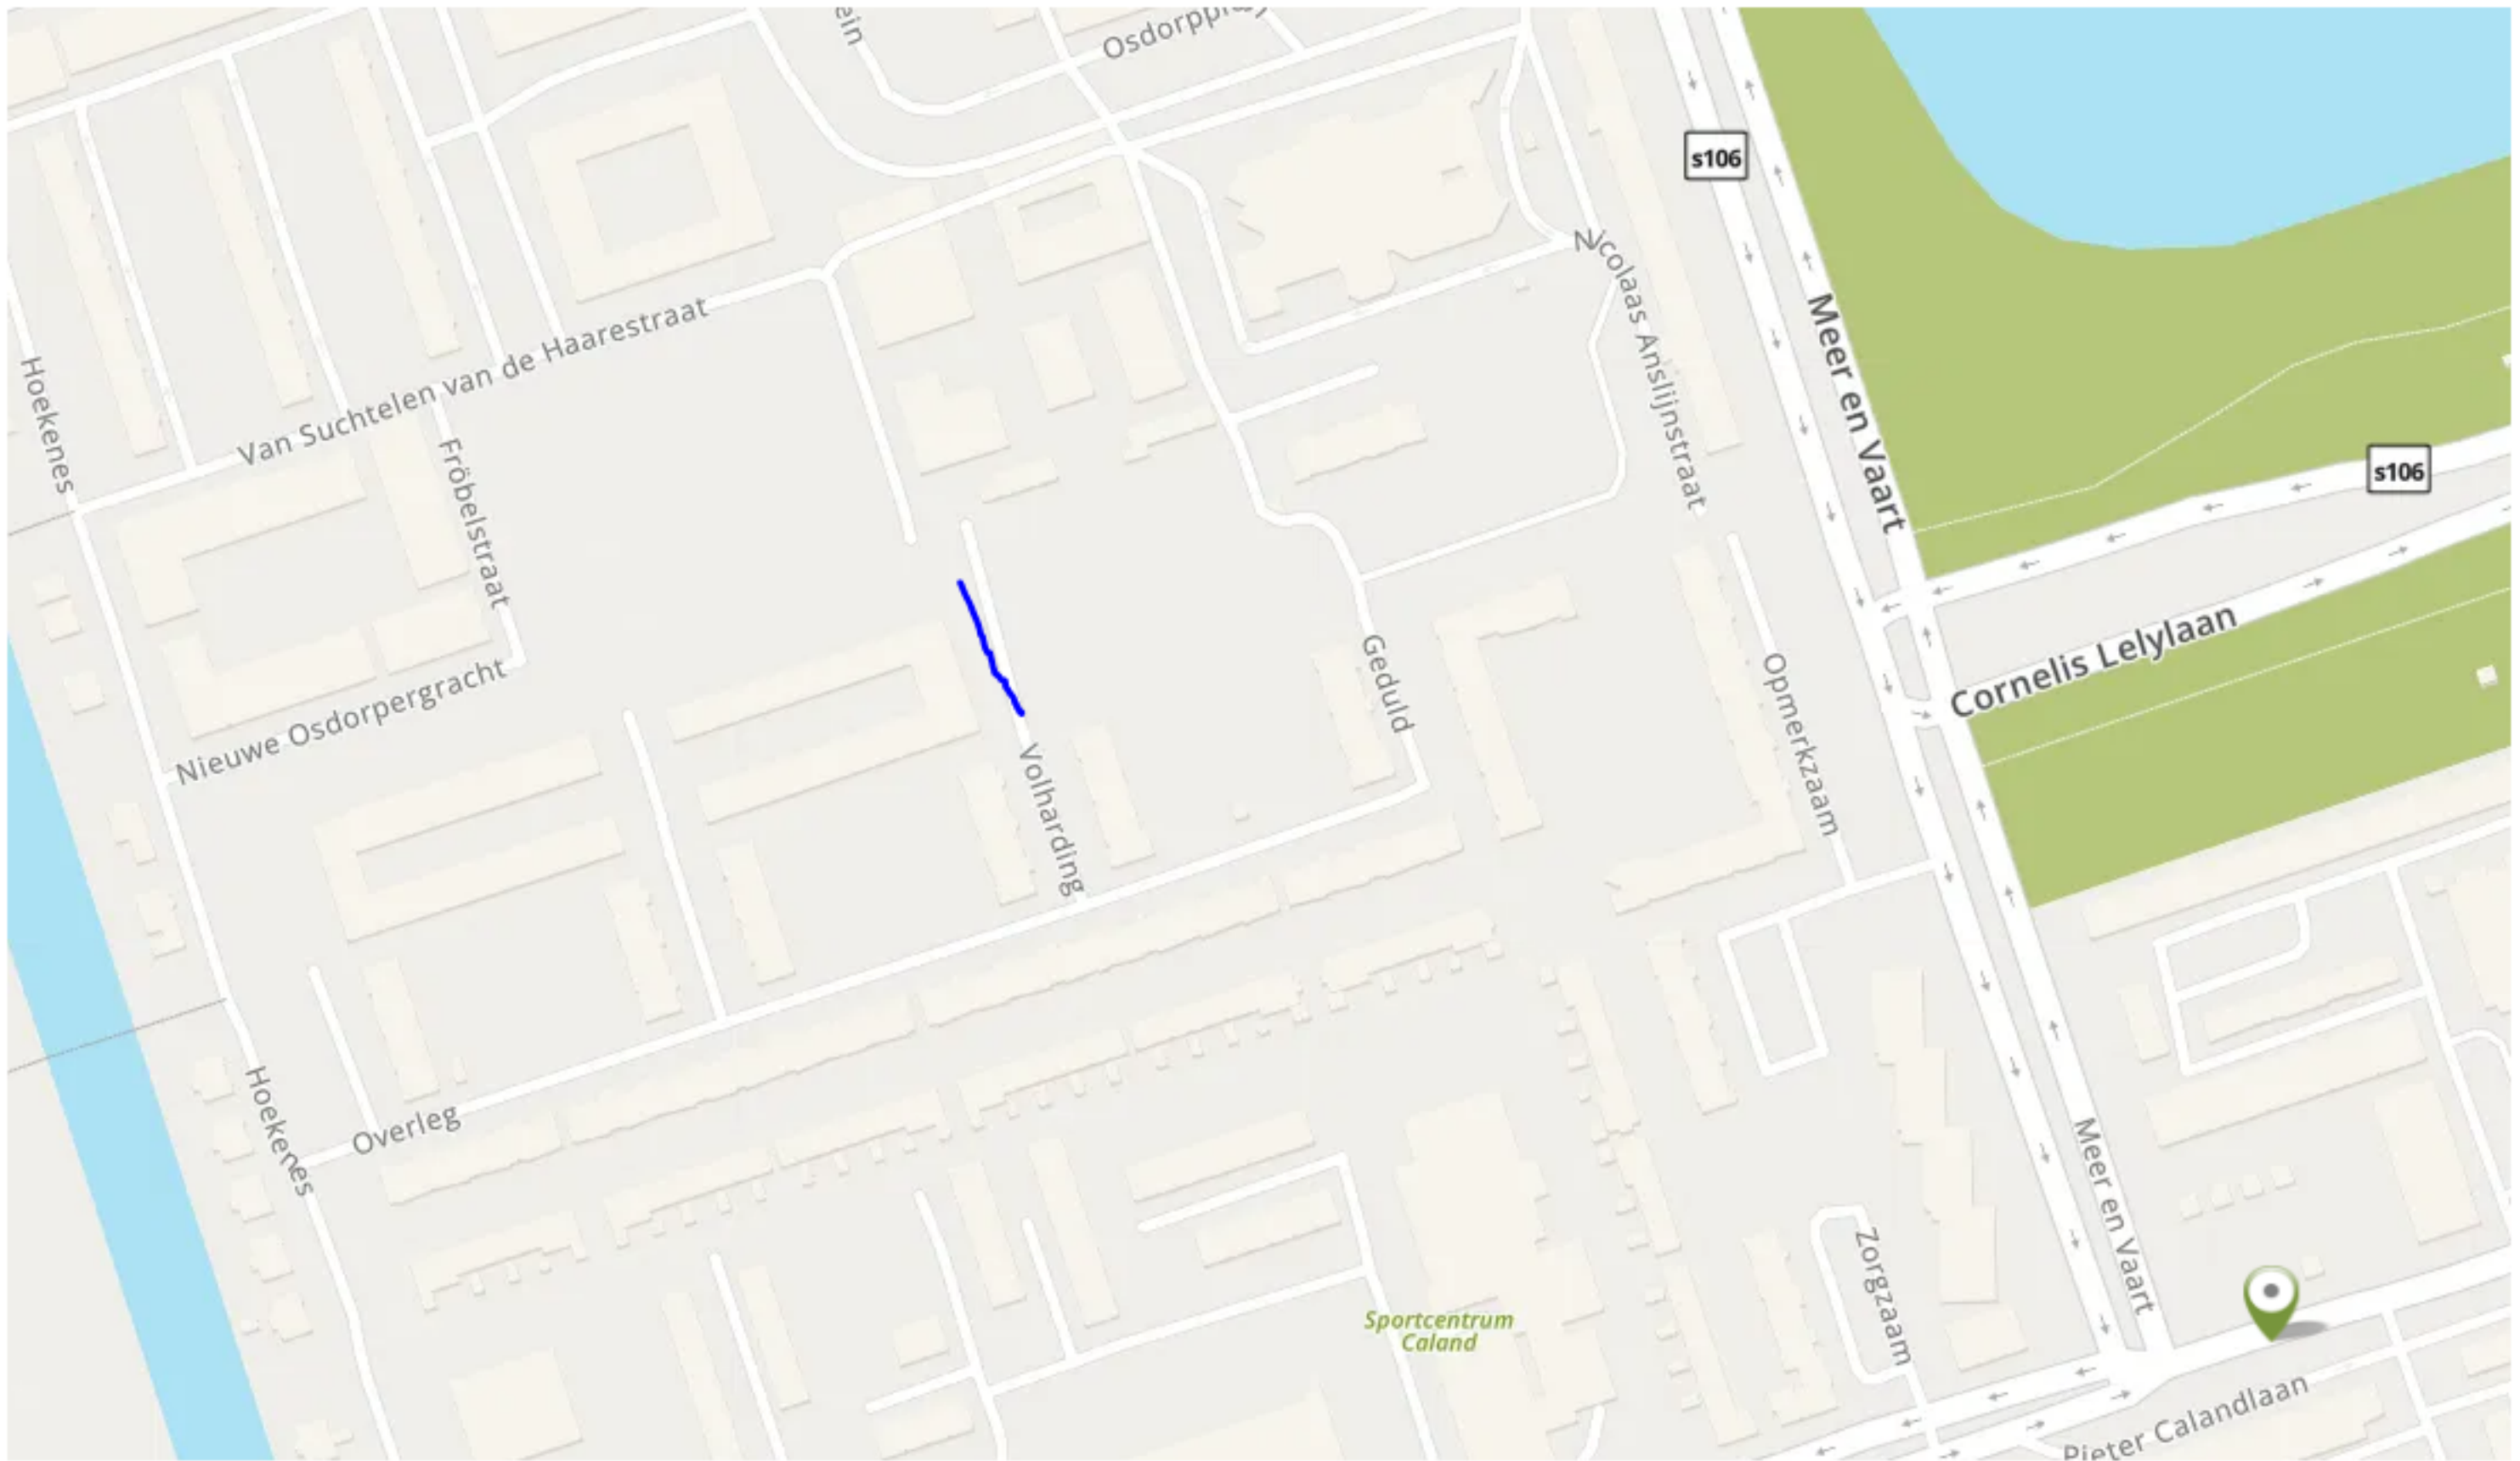 ein
Osdorpplein
s106
Nicolaas Anslijnstraat
Meer en Vaart
s106
Van Suchtelen van de Haarestraat
Hoekenes
Fröbelstraat
Cornelis Lelylaan
Geduld
Opmerkzaam
Nieuwe Osdorpergracht
Volharding
Hoekenes
Overleg
Meer en Vaart
Zorgzaam
Sportcentrum
Caland
Pieter Calandlaan